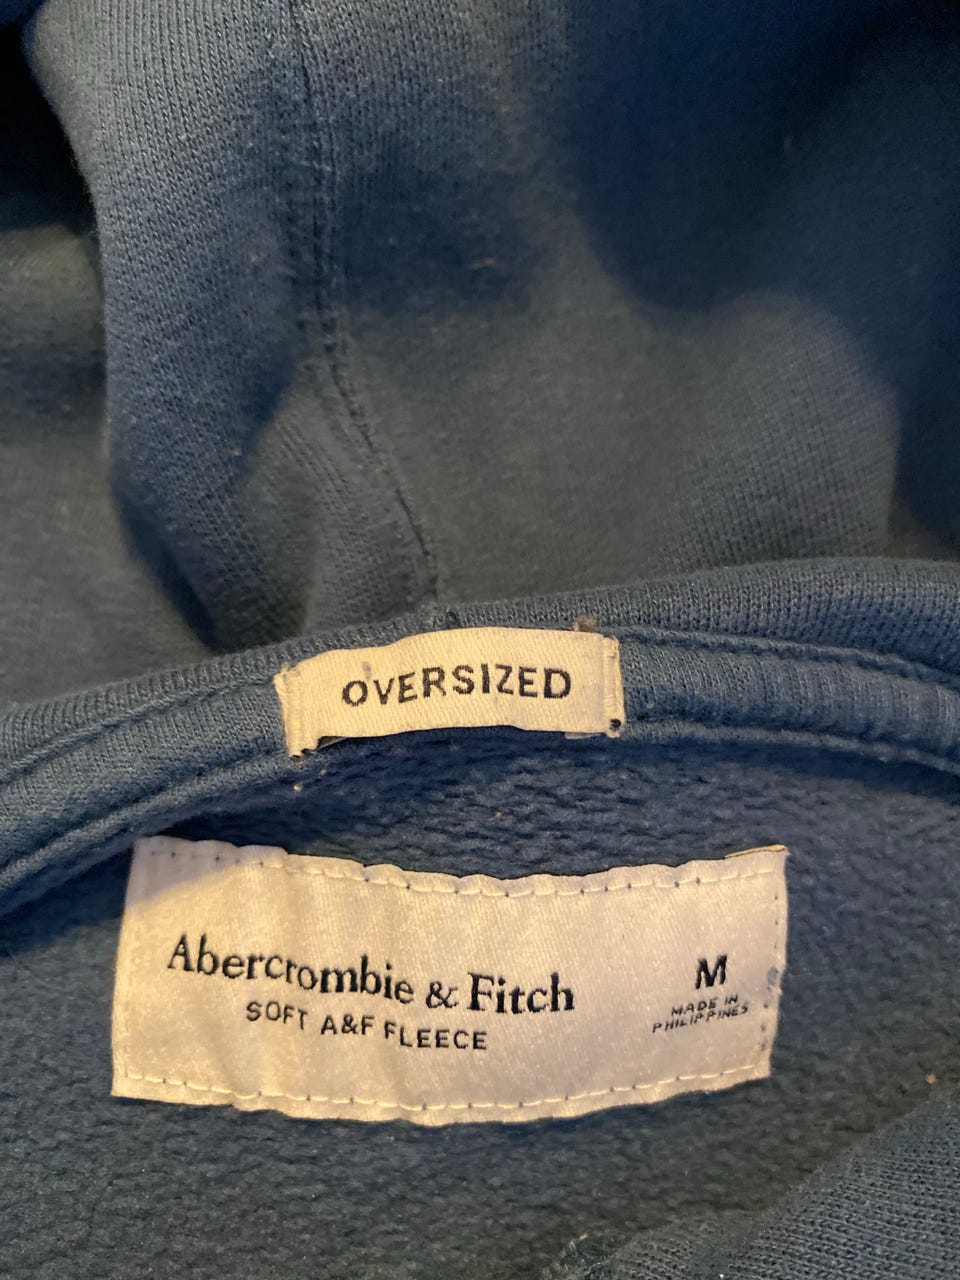 OVERSIZED
Abercrombie & Fitch
SOFT A&F FLEECE
M
MADE IN
PHILIPPINES